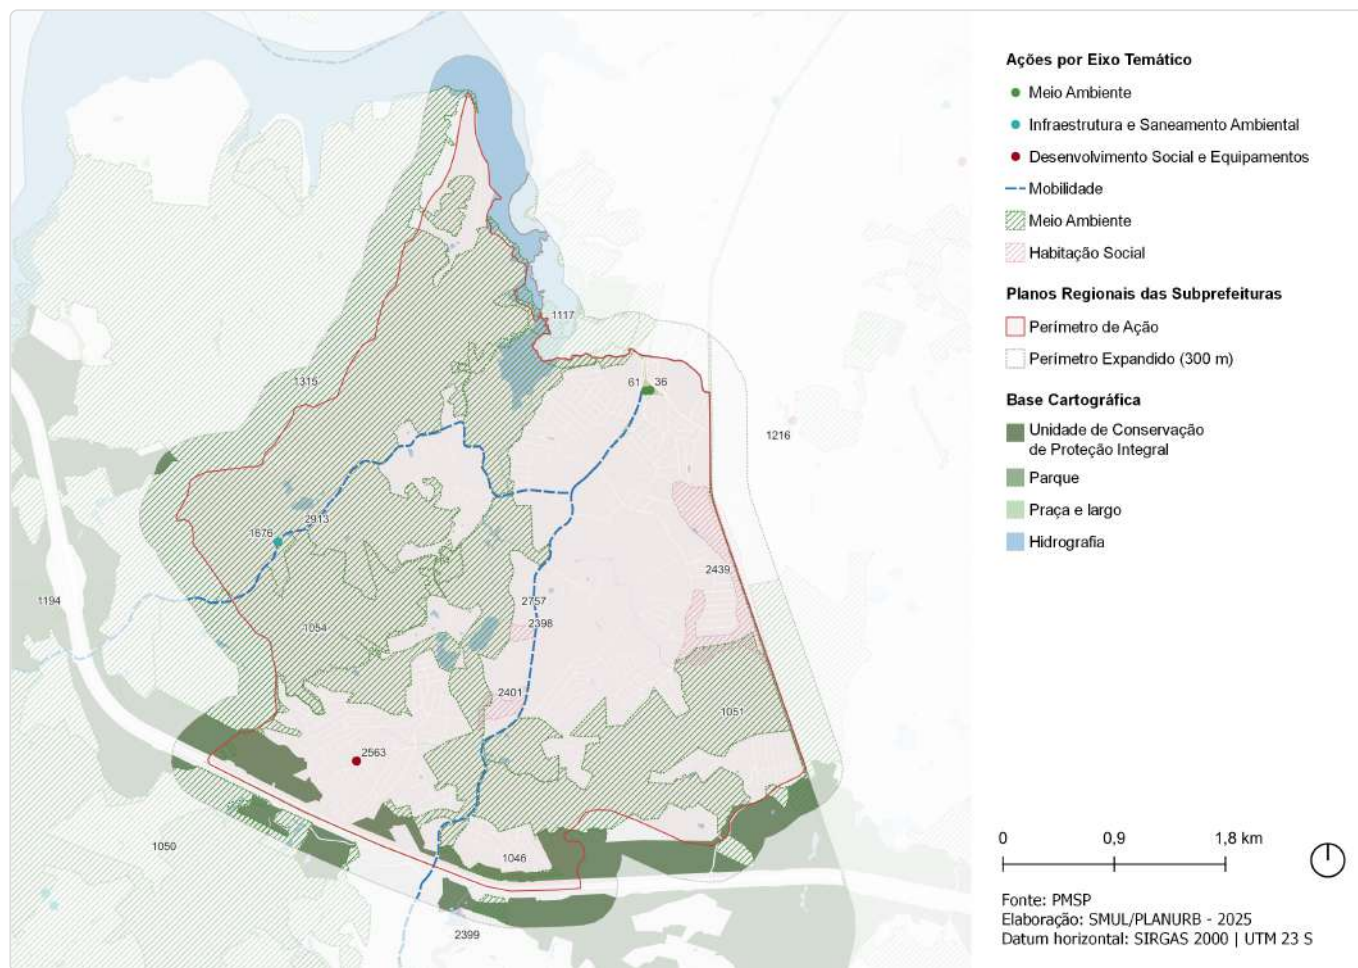 Ações por Eixo Temático
Meio Ambiente
Infraestrutura e Saneamento Ambiental
Desenvolvimento Social e Equipamentos
Mobilidade
Meio Ambiente
Habitação Social
Planos Regionais das Subprefeituras
Perímetro de Ação
Perímetro Expandido (300 m)
Base Cartográfica
Unidade de Conservação
de Proteção Integral
Parque
Praça e largo
Hidrografia
1117
1315
61 36
1216
2913
1676
2439
1194
2757
2398
1054
2401
1051
2563
1050
1046
2399
0 0,9 1,8 km
Fonte: PMSP
Elaboração: SMUL/PLANURB - 2025
Datum horizontal: SIRGAS 2000 | UTM 23 S